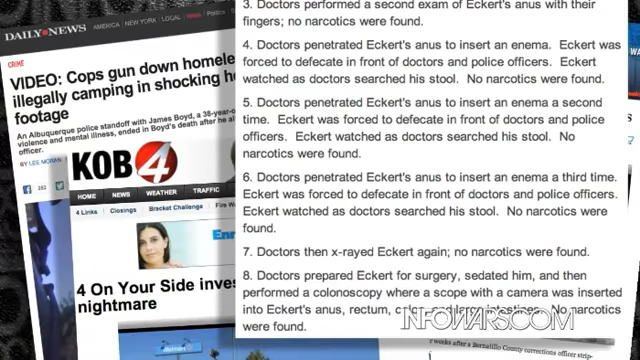 DAILY NEWS
AMERICA
NEW YORK
LOCAL
CRIME
VIDEO: Cops gun down homele
illegally camping in shocking h
footage
An Albuquerque police standoff with James Boyd, a 38-year-o
violence and mental illness, ended in Boyd's death after he al
officer.
BY LEE MORAN
282
KOB 4
HOME NEWS WEATHER TRAFFIC
4 Links Closings Bracket Challenge Fire W
4 On Your Side inves
nightmare
3. Doctors performed a second exam of Eckert's anus with their
fingers; no narcotics were found.
4. Doctors penetrated Eckert's anus to insert an enema. Eckert was
forced to defecate in front of doctors and police officers. Eckert
watched as doctors searched his stool. No narcotics were found.
5. Doctors penetrated Eckert's anus to insert an enema a second
time. Eckert was forced to defecate in front of doctors and police
officers. Eckert watched as doctors searched his stool. No
narcotics were found.
6. Doctors penetrated Eckert's anus to insert an enema a third time.
Eckert was forced to defecate in front of doctors and police officers.
Eckert watched as doctors searched his stool. No narcotics were
found.
7. Doctors then x-rayed Eckert again; no narcotics were found.
8. Doctors prepared Eckert for surgery, sedated him, and then
performed a colonoscopy where a scope with a camera was inserted
into Eckert's anus, rectum, colon, and large intestines. No narcotics
were found.
INFOWARS.COM
weeks after a Bernalillo County corrections officer strip-